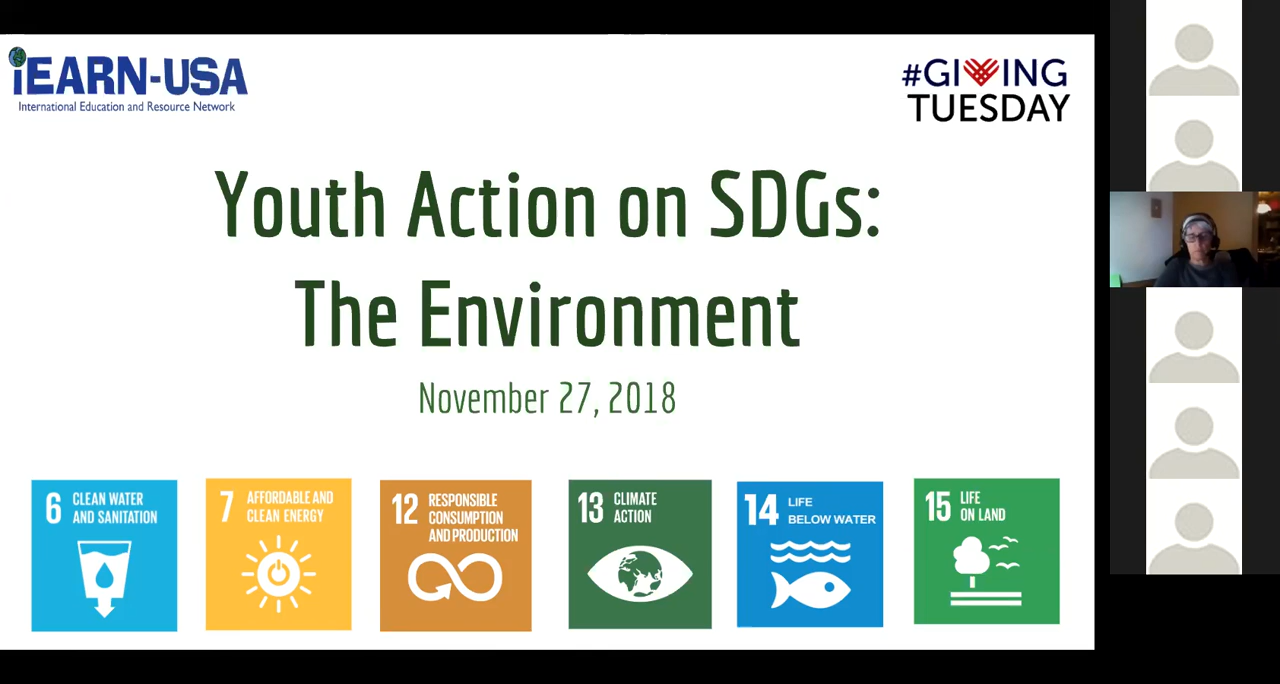 iEARN-USA
International Education and Resource Network
#GIVING
TUESDAY
Youth Action on SDGs:
The Environment
November 27, 2018
6 CLEAN WATER
AND SANITATION
7 AFFORDABLE AND
CLEAN ENERGY
12 RESPONSIBLE
CONSUMPTION
AND PRODUCTION
13 CLIMATE
ACTION
14 LIFE
BELOW WATER
15 LIFE
ON LAND